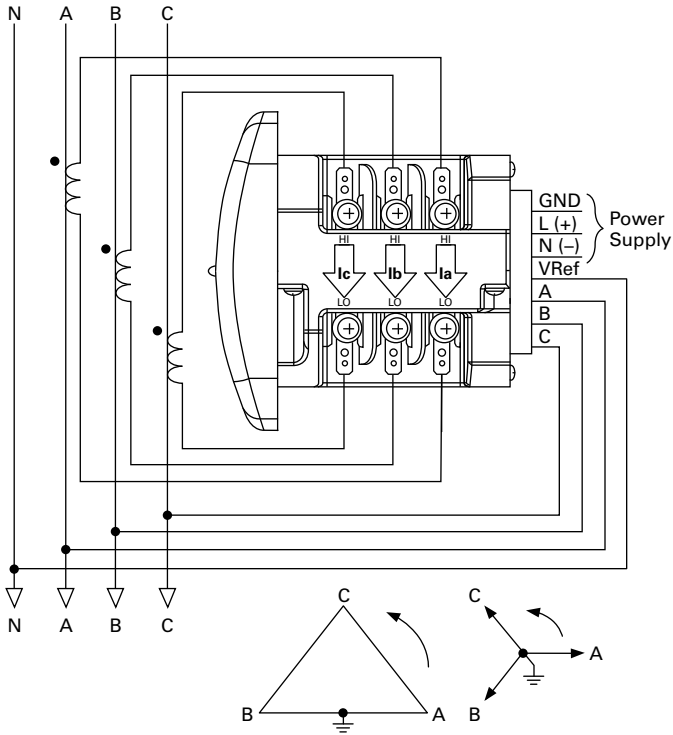 N A B C
GND
L (+)
N (–)
Power
Supply
VRef
A
B
C
HI HI HI
Ic Ib Ia
LO LO LO
N A B C
C
B A
C
A
B